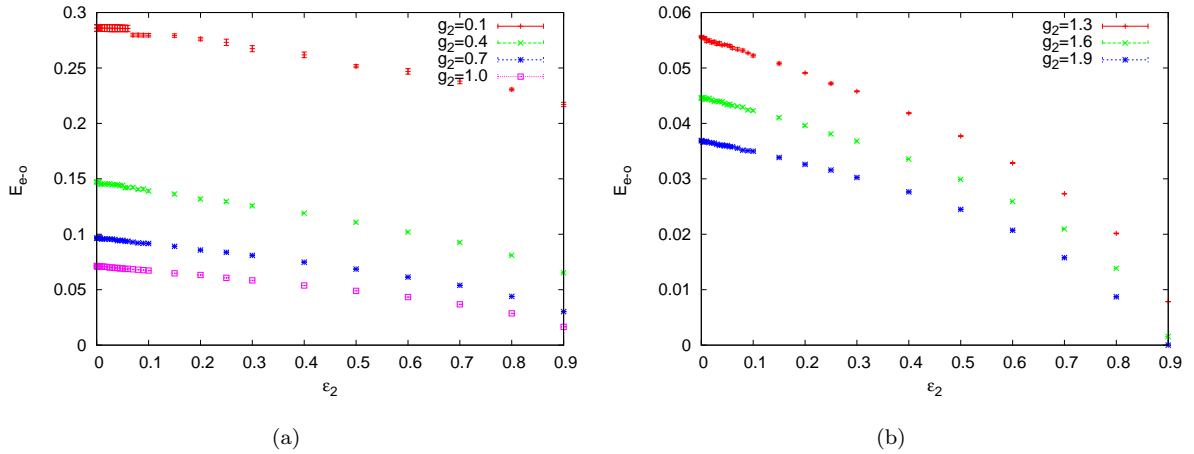 0.3
0.25
0.2
0.15
0.1
0.05
0
E_{e-o}
0 0.1 0.2 0.3 0.4 0.5 0.6 0.7 0.8 0.9
ε₂
g₂=0.1
g₂=0.4
g₂=0.7
g₂=1.0
(a)
0.06
0.05
0.04
0.03
0.02
0.01
0
E_{e-o}
0 0.1 0.2 0.3 0.4 0.5 0.6 0.7 0.8 0.9
ε₂
g₂=1.3
g₂=1.6
g₂=1.9
(b)